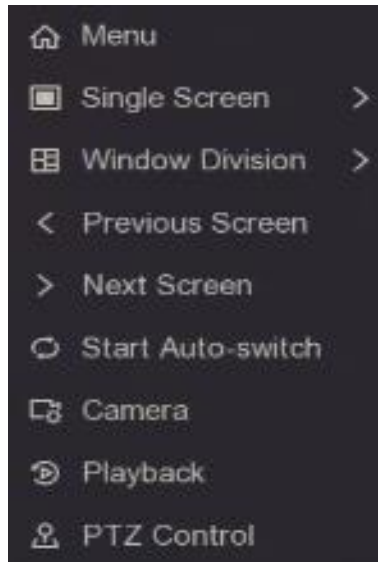 Menu
Single Screen
Window Division
Previous Screen
Next Screen
Start Auto-switch
Camera
Playback
PTZ Control